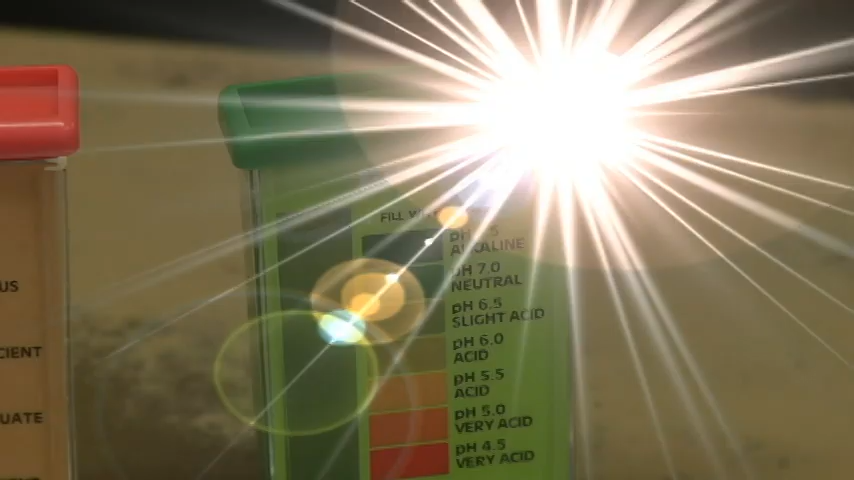 US
CIENT
UATE
FILL
ALKALINE
pH 7.0
NEUTRAL
pH 6.5
SLIGHT ACID
pH 6.0
ACID
pH 5.5
ACID
pH 5.0
VERY ACID
pH 4.5
VERY ACID